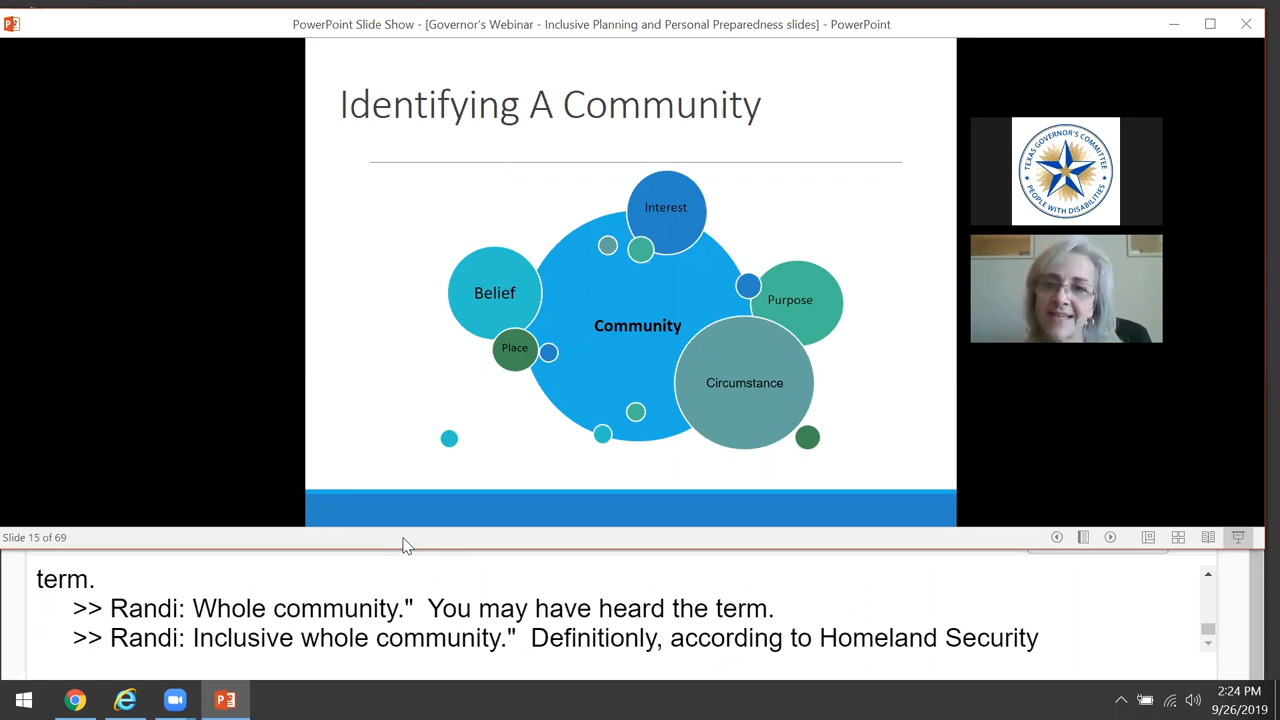 PowerPoint Slide Show - [Governor's Webinar - Inclusive Planning and Personal Preparedness slides] - PowerPoint
Identifying A Community
Interest
Belief
Purpose
Community
Place
Circumstance
TEXAS GOVERNOR'S COMMITTEE
PEOPLE WITH DISABILITIES
Slide 15 of 69
term.
>> Randi: Whole community."  You may have heard the term.
>> Randi: Inclusive whole community."  Definitionly, according to Homeland Security
2:24 PM
9/26/2019